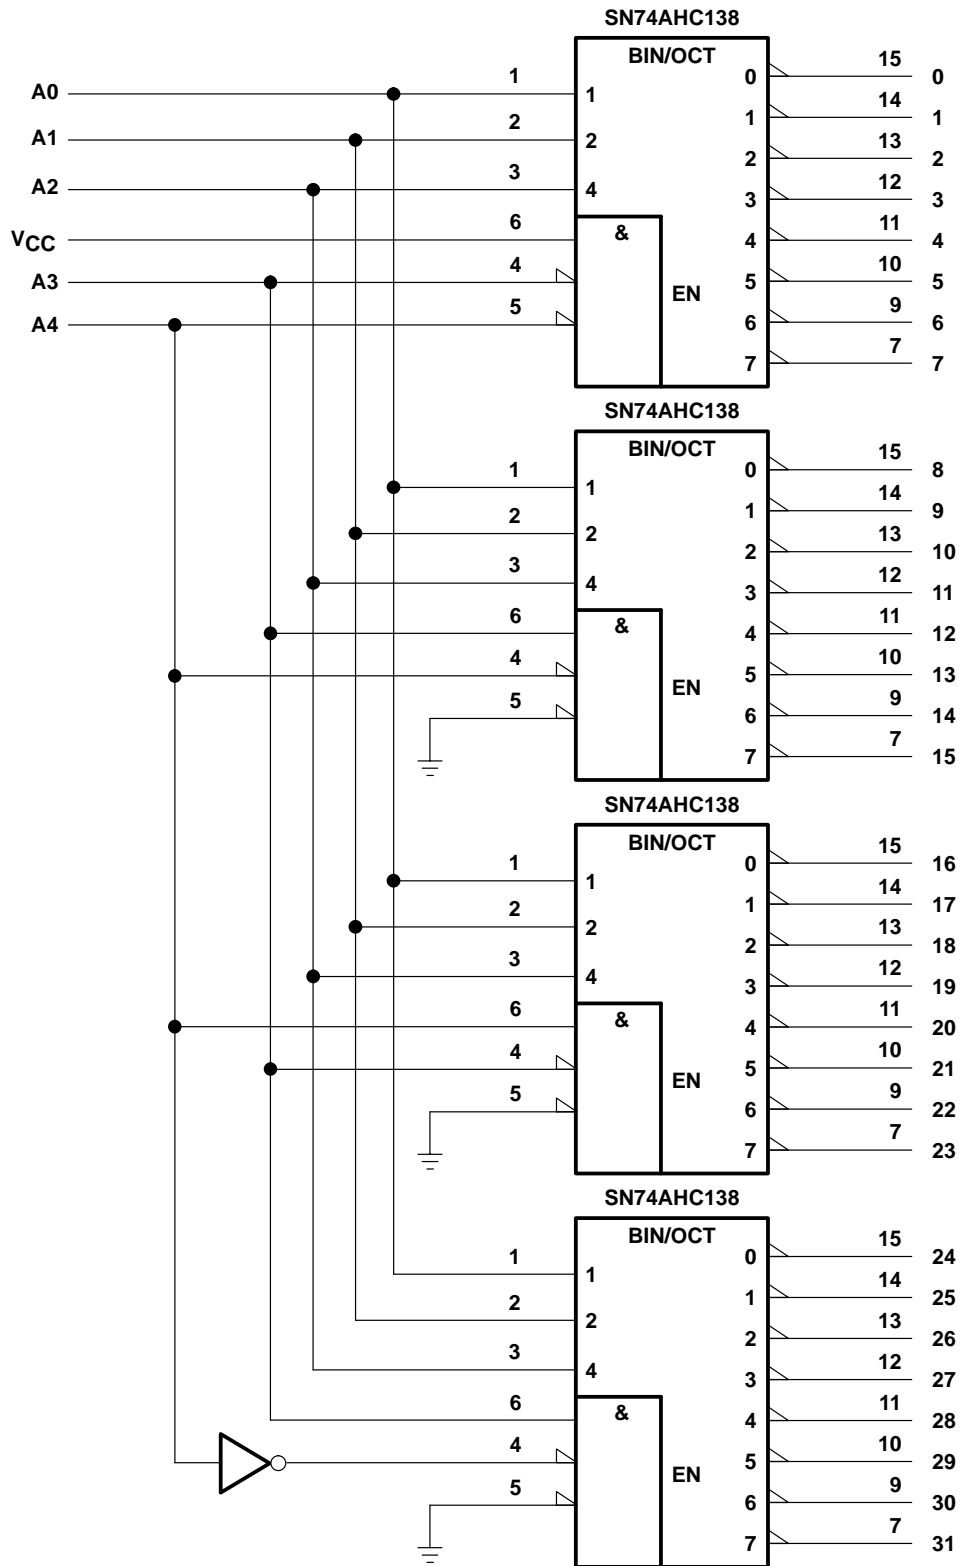 SN74AHC138
BIN/OCT
A0 1 1 0 15 0
A1 2 2 1 14 1
2 13 2
A2 3 4 3 12 3
VCC 6 & 4 11 4
A3 4 5 10 5
EN
A4 5 6 9 6
7 7 7
SN74AHC138
BIN/OCT
1 1 0 15 8
2 2 1 14 9
2 13 10
3 4 3 12 11
6 & 4 11 12
4 5 10 13
EN
5 6 9 14
7 7 15
SN74AHC138
BIN/OCT
1 1 0 15 16
2 2 1 14 17
2 13 18
3 4 3 12 19
6 & 4 11 20
4 5 10 21
EN
5 6 9 22
7 7 23
SN74AHC138
BIN/OCT
1 1 0 15 24
2 2 1 14 25
2 13 26
3 4 3 12 27
6 & 4 11 28
4 5 10 29
EN
5 6 9 30
7 7 31